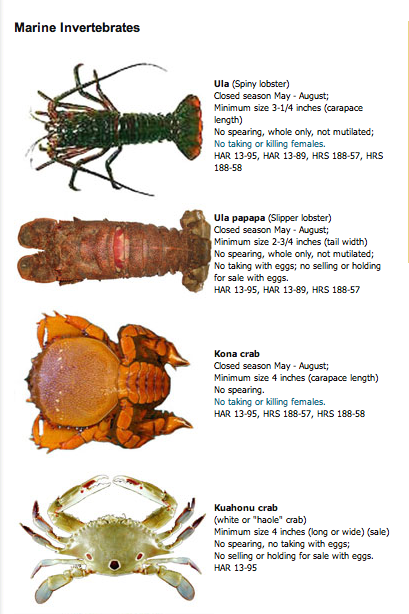 Marine Invertebrates
Ula (Spiny lobster)
Closed season May - August;
Minimum size 3-1/4 inches (carapace
length)
No spearing, whole only, not mutilated;
No taking or killing females.
HAR 13-95, HAR 13-89, HRS 188-57, HRS
188-58
Ula papapa (Slipper lobster)
Closed season May - August;
Minimum size 2-3/4 inches (tail width)
No spearing, whole only, not mutilated;
No taking with eggs; no selling or holding
for sale with eggs.
HAR 13-95, HAR 13-89, HRS 188-57
Kona crab
Closed season May - August;
Minimum size 4 inches (carapace length)
No spearing.
No taking or killing females.
HAR 13-95, HRS 188-57, HRS 188-58
Kuahonu crab
(white or "haole" crab)
Minimum size 4 inches (long or wide) (sale)
No spearing, no taking with eggs;
No selling or holding for sale with eggs.
HAR 13-95